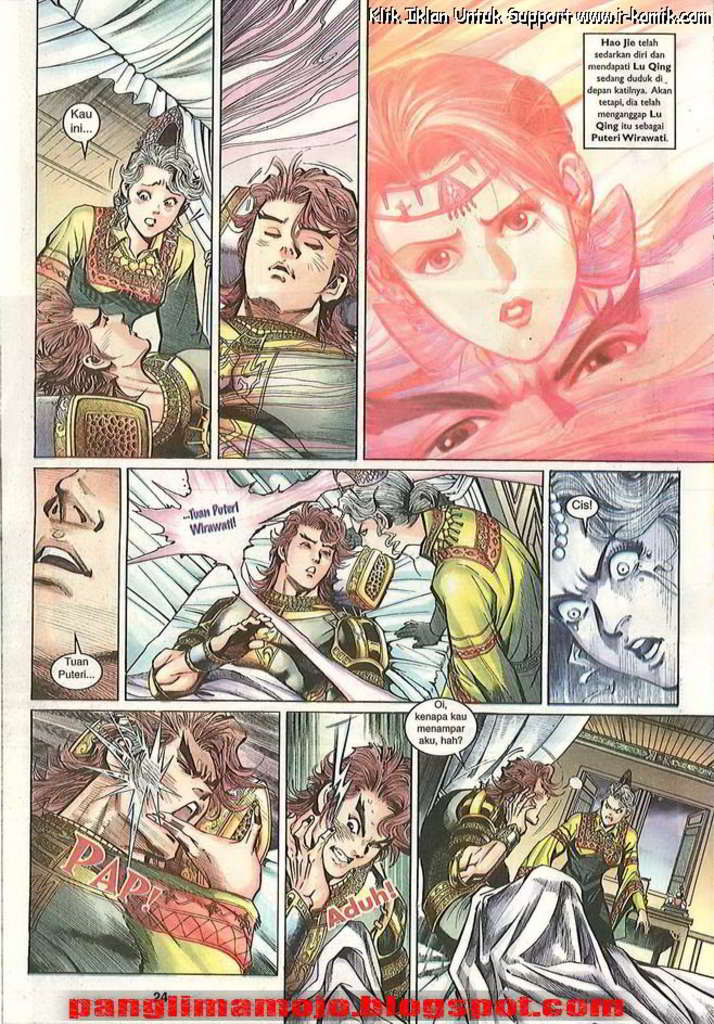 Klik Iklan Untuk Support www.i-komik.com
Kau
ini...
Hao Jie telah
sedarkan diri dan
mendapati Lu Qing
sedang duduk di
depan katilnya. Akan
tetapi, dia telah
menganggap Lu
Qing itu sebagai
Puteri Wirawati.
Tuan
Puteri...
...Tuan Puteri
Wirawati!
Cis!
PAP!
Aduh!
Oi,
kenapa kau
menampar
aku, hah?
24
panglimamojo.blogspot.com